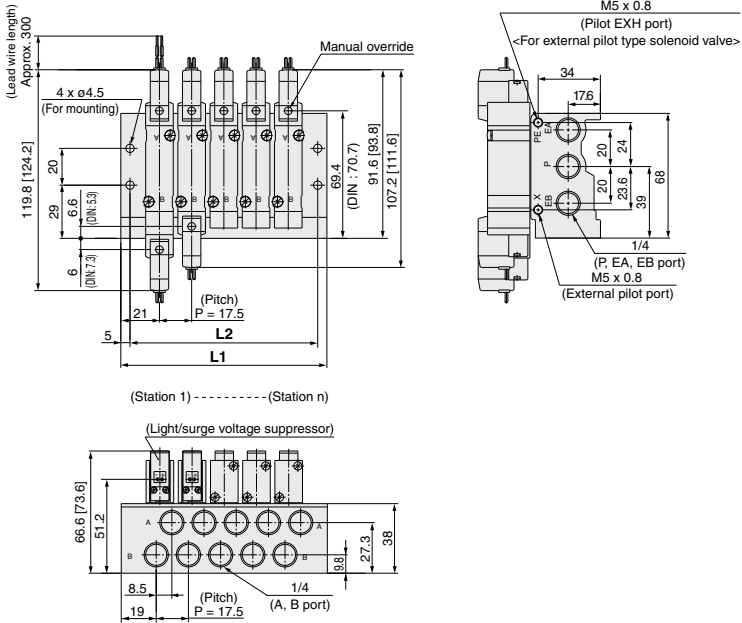 (Lead wire length)
Approx. 300
Manual override
4 x ø4.5
(For mounting)
119.8 [124.2]
20
29
6.6
(DIN: 5.3)
6
(DIN: 7.3)
A
A
A
A
A
B
B
B
B
B
69.4
(DIN : 70.7)
91.6 [93.8]
107.2 [111.6]
21
(Pitch)
P = 17.5
5
L2
L1
M5 x 0.8
(Pilot EXH port)
<For external pilot type solenoid valve>
34
17.6
PE
EA
P
X
EB
20
20
24
23.6
39
68
1/4
(P, EA, EB port)
M5 x 0.8
(External pilot port)
(Station 1) - - - - - - - - - - (Station n)
(Light/surge voltage suppressor)
66.6 [73.6]
51.2
A
A
B
B
9.8
27.3
38
8.5
19
(Pitch)
P = 17.5
1/4
(A, B port)